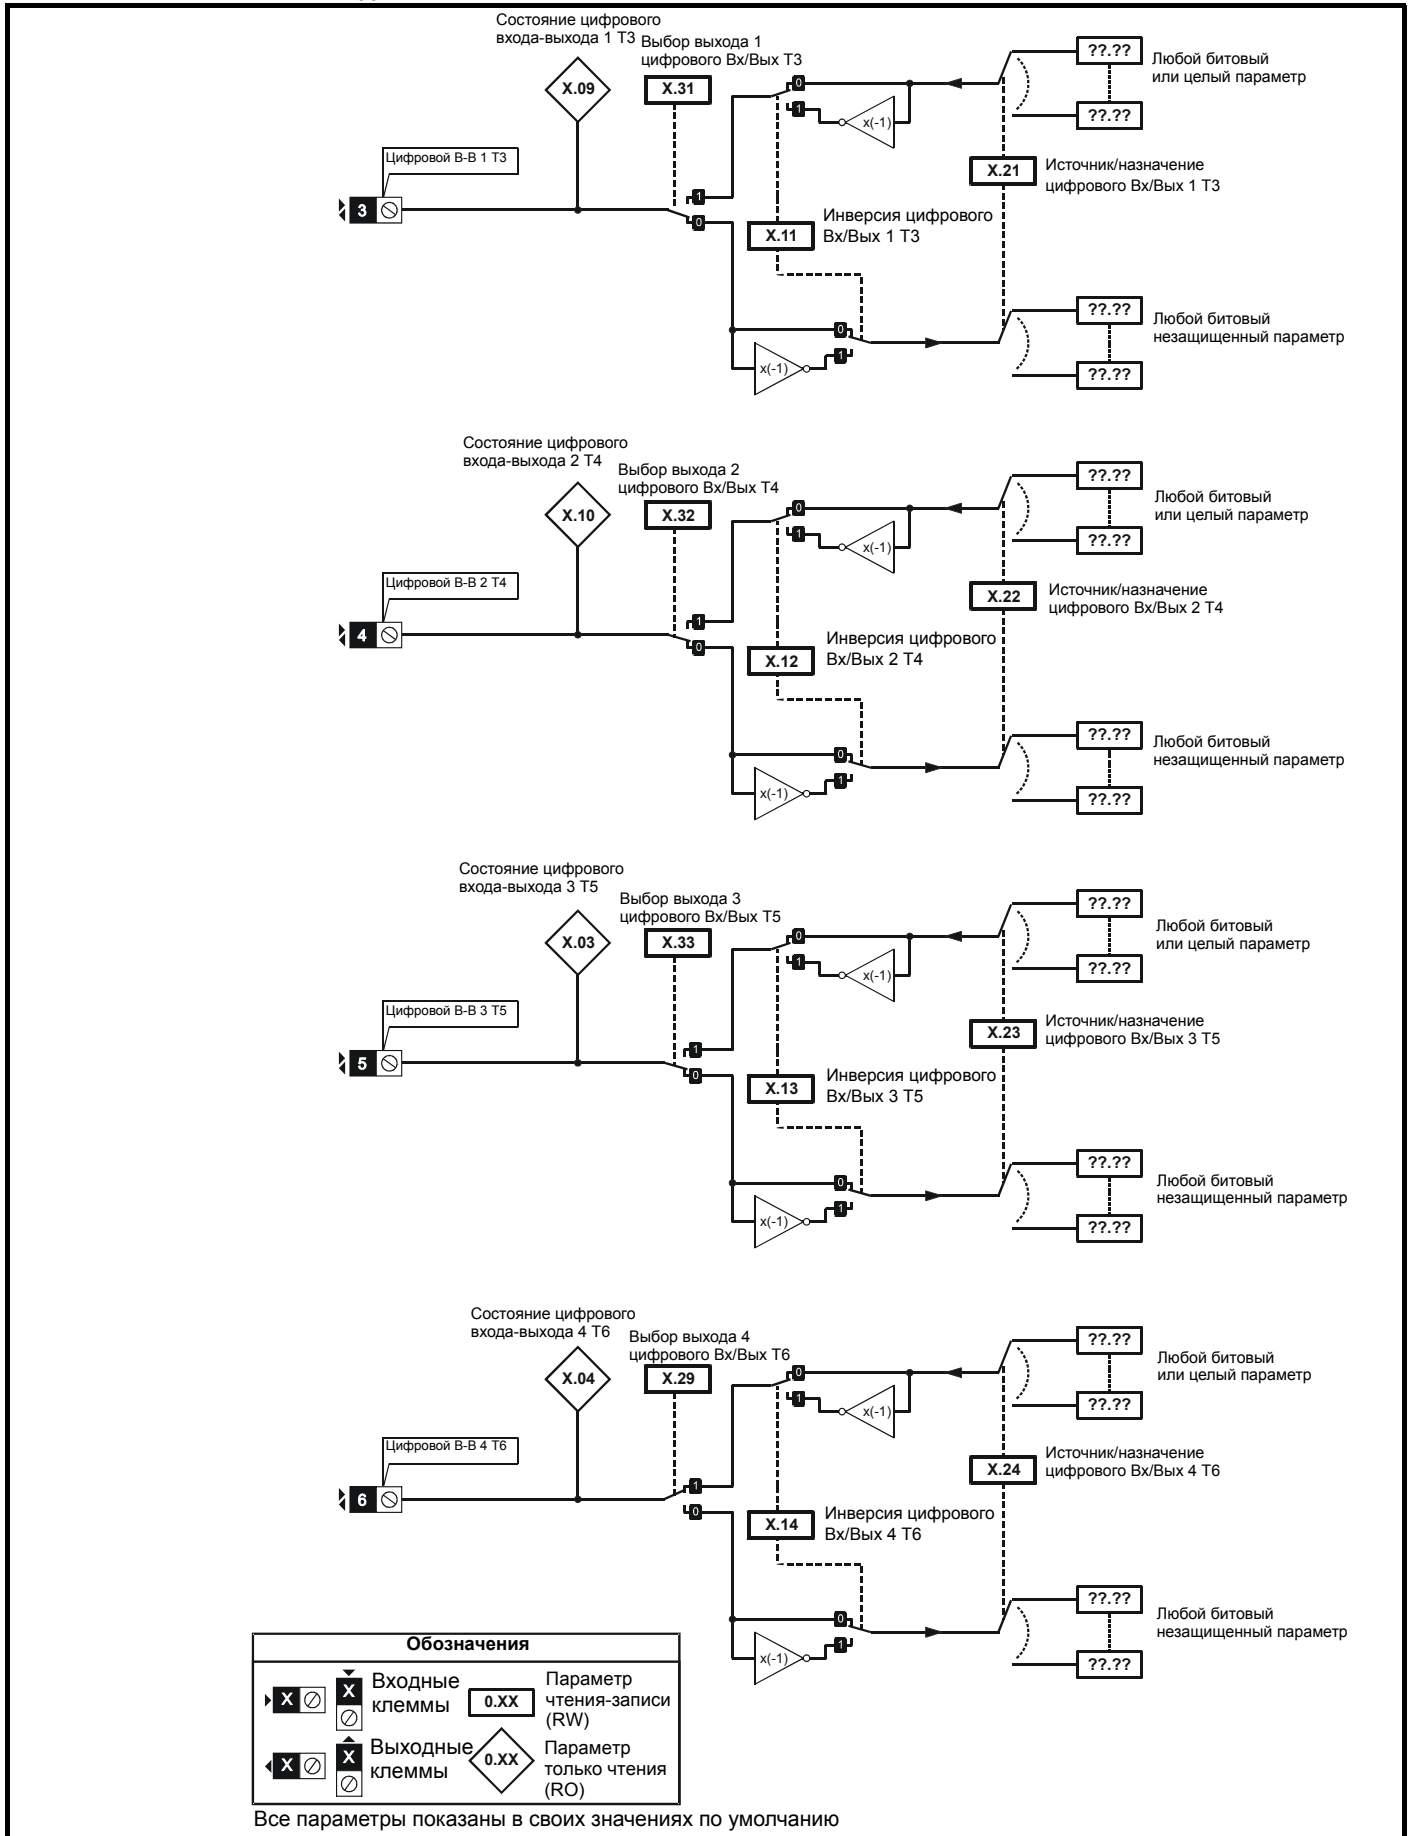 Состояние цифрового
входа-выхода 1 T3
Выбор выхода 1
цифрового Вх/Вых T3
X.09
X.31
0
1
x(-1)
??.??
??.??
Любой битовый
или целый параметр
Цифровой В-В 1 T3
3
1
0
X.21
Источник/назначение
цифрового Вх/Вых 1 T3
X.11
Инверсия цифрового
Вх/Вых 1 T3
0
1
x(-1)
??.??
??.??
Любой битовый
незащищенный параметр
Состояние цифрового
входа-выхода 2 T4
Выбор выхода 2
цифрового Вх/Вых T4
X.10
X.32
0
1
x(-1)
??.??
??.??
Любой битовый
или целый параметр
Цифровой В-В 2 T4
4
1
0
X.22
Источник/назначение
цифрового Вх/Вых 2 T4
X.12
Инверсия цифрового
Вх/Вых 2 T4
0
1
x(-1)
??.??
??.??
Любой битовый
незащищенный параметр
Состояние цифрового
входа-выхода 3 T5
Выбор выхода 3
цифрового Вх/Вых T5
X.03
X.33
0
1
x(-1)
??.??
??.??
Любой битовый
или целый параметр
Цифровой В-В 3 T5
5
1
0
X.23
Источник/назначение
цифрового Вх/Вых 3 T5
X.13
Инверсия цифрового
Вх/Вых 3 T5
0
1
x(-1)
??.??
??.??
Любой битовый
незащищенный параметр
Состояние цифрового
входа-выхода 4 T6
Выбор выхода 4
цифрового Вх/Вых T6
X.04
X.29
0
1
x(-1)
??.??
??.??
Любой битовый
или целый параметр
Цифровой В-В 4 T6
6
1
0
X.24
Источник/назначение
цифрового Вх/Вых 4 T6
X.14
Инверсия цифрового
Вх/Вых 4 T6
0
1
x(-1)
??.??
??.??
Любой битовый
незащищенный параметр
Обозначения
X
X
Входные
клеммы
0.XX
Параметр
чтения-записи
(RW)
X
X
Выходные
клеммы
0.XX
Параметр
только чтения
(RO)
Все параметры показаны в своих значениях по умолчанию